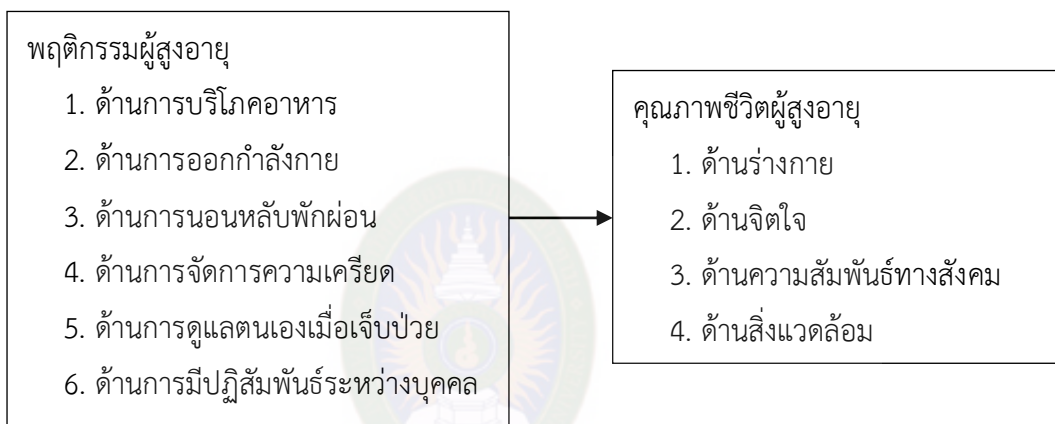 พฤติกรรมผู้สูงอายุ
1. ด้านการบริโภคอาหาร
2. ด้านการออกกำลังกาย
3. ด้านการนอนหลับพักผ่อน
4. ด้านการจัดการความเครียด
5. ด้านการดูแลตนเองเมื่อเจ็บป่วย
6. ด้านการมีปฏิสัมพันธ์ระหว่างบุคคล
คุณภาพชีวิตผู้สูงอายุ
1. ด้านร่างกาย
2. ด้านจิตใจ
3. ด้านความสัมพันธ์ทางสังคม
4. ด้านสิ่งแวดล้อม